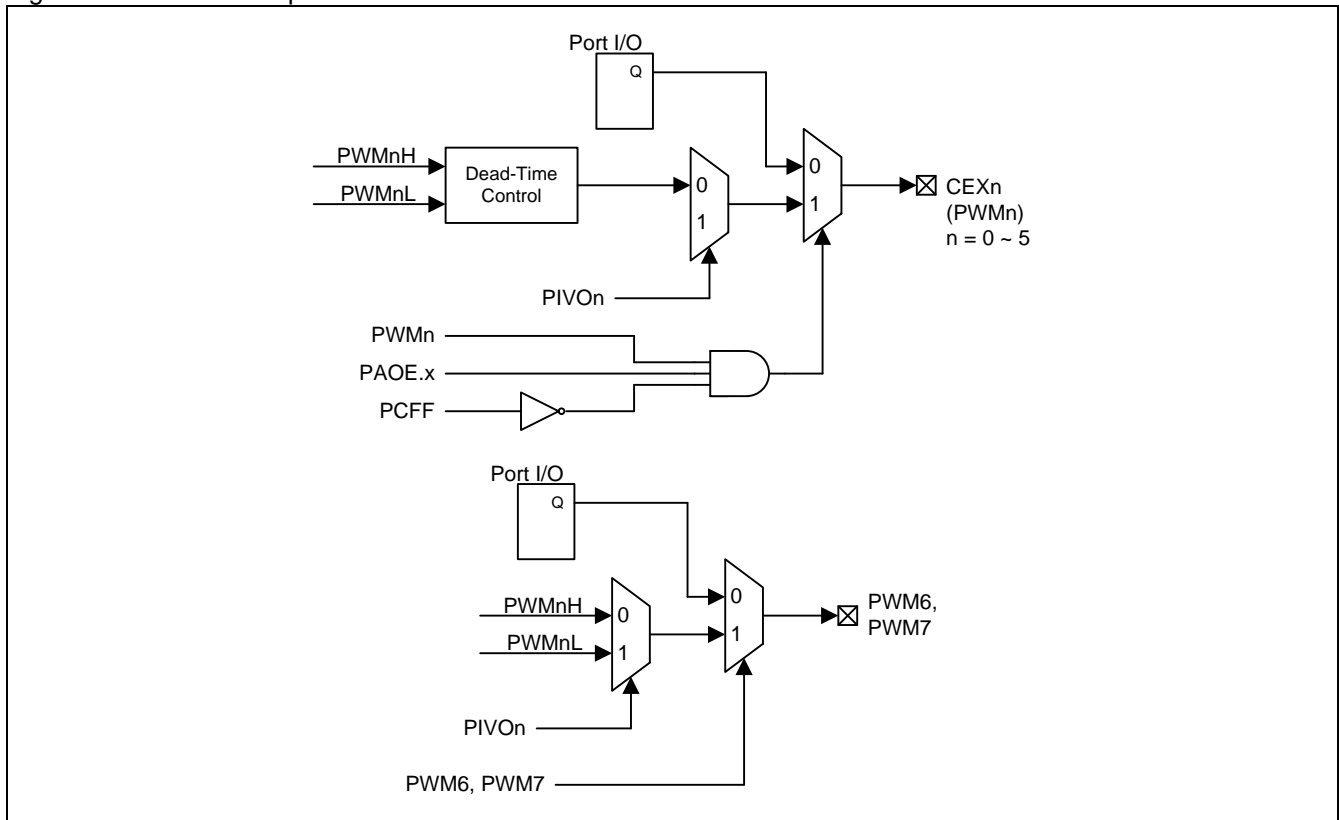 Port I/O
Q
PWMnH
PWMnL
Dead-Time
Control
0
1
0
1
CEXn
(PWMn)
n = 0 ~ 5
PIVOn
PWMn
PAOE.x
PCFF
Port I/O
Q
PWMnH
PWMnL
0
1
0
1
PWM6,
PWM7
PIVOn
PWM6, PWM7